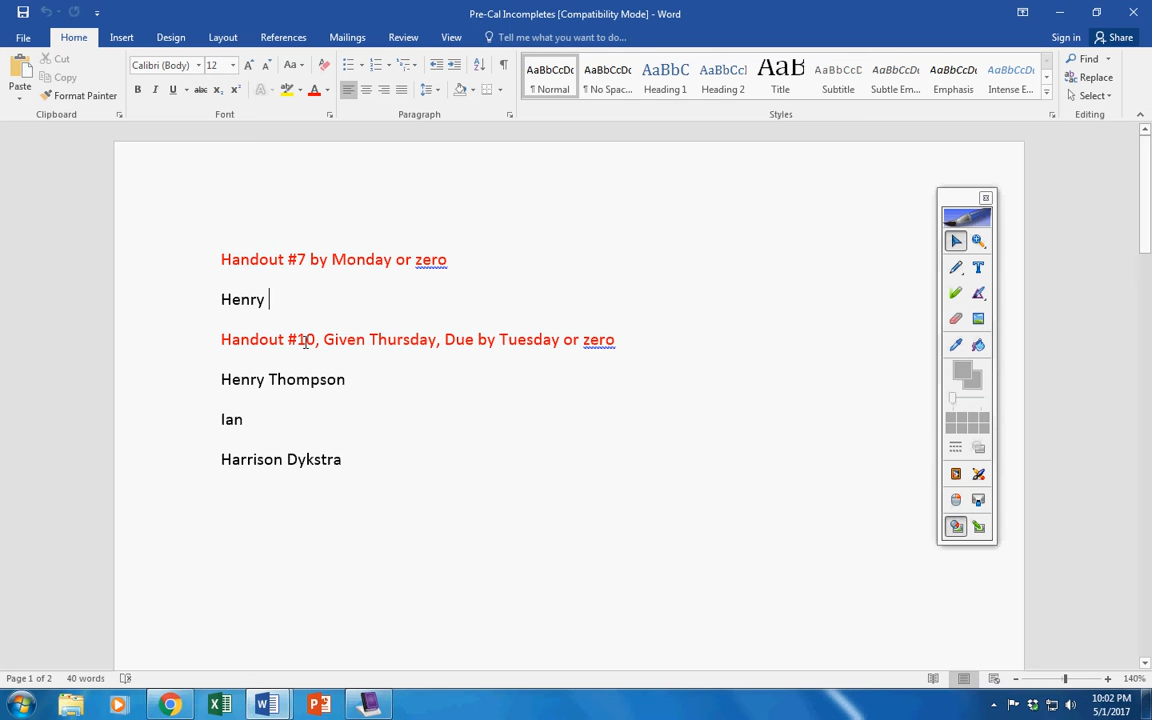 Pre-Cal Incompletes [Compatibility Mode] - Word
File Home Insert Design Layout References Mailings Review View Tell me what you want to do... Sign in Share
Paste
Cut
Copy
Format Painter
Calibri (Body) 12 Aa
B I U abc X₂ X² A A
AaBbCcDc AaBbCcDc AaBbC AaBbCcI AaB AaBbCcD AaBbCcDc AaBbCcDc AaBbCcDc
¶ Normal ¶ No Spac... Heading 1 Heading 2 Title Subtitle Subtle Em... Emphasis Intense E...
Find
Replace
Select
Clipboard Font Paragraph Styles Editing
Handout #7 by Monday or zero
Henry
Handout #10, Given Thursday, Due by Tuesday or zero
Henry Thompson
Ian
Harrison Dykstra
Page 1 of 2 40 words 140%
10:02 PM
5/1/2017